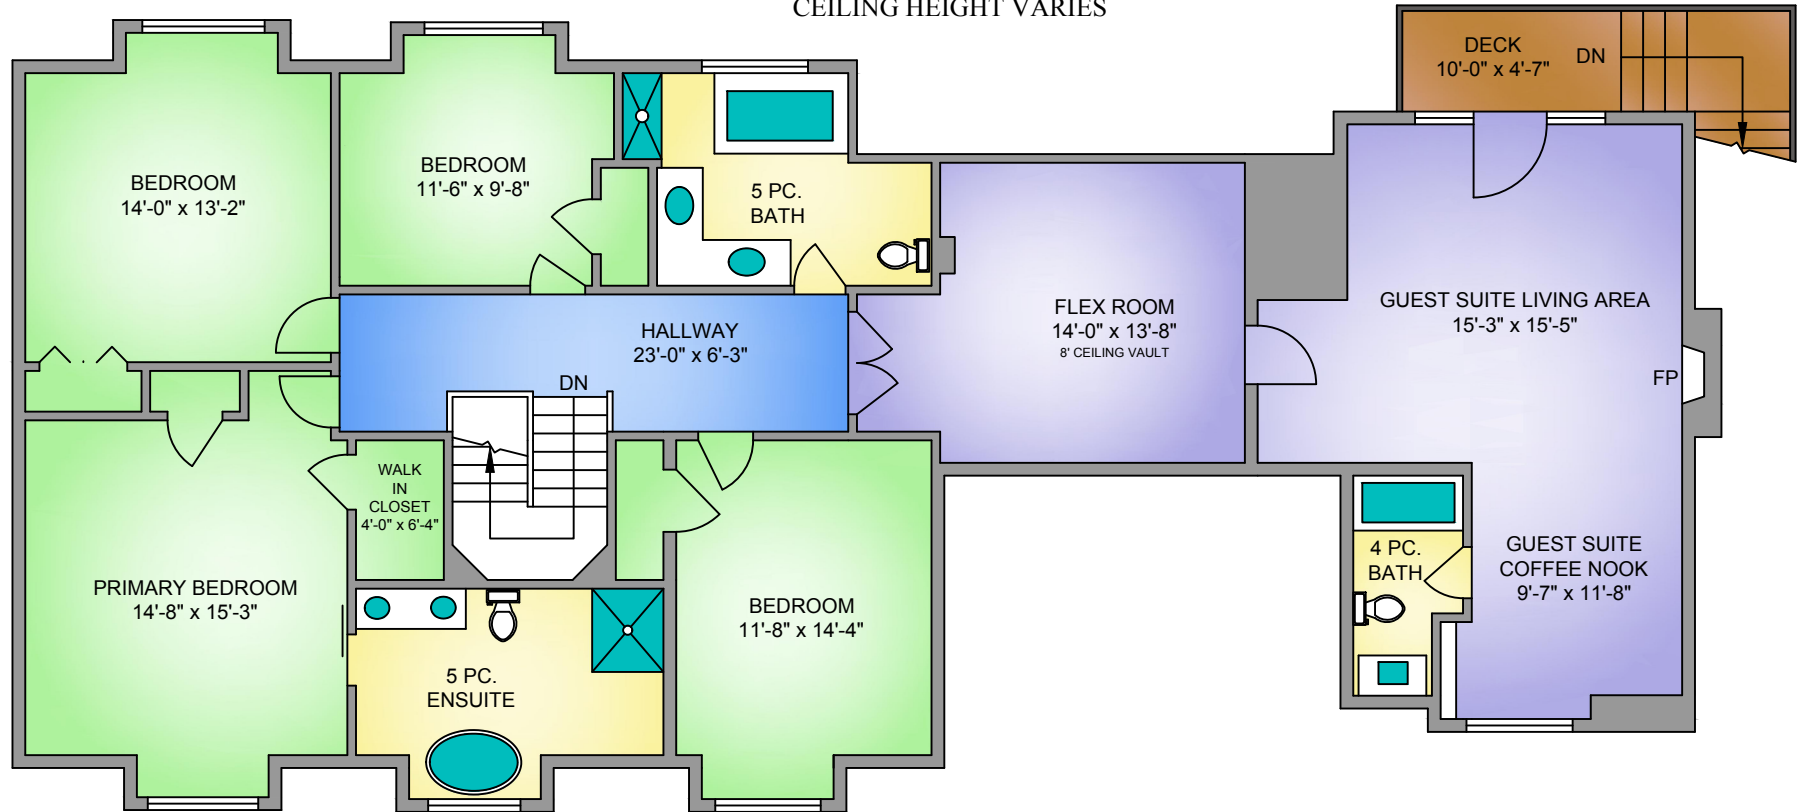 CEILING HEIGHT VARIES
DECK
10'-0" x 4'-7"
DN
BEDROOM
14'-0" x 13'-2"
BEDROOM
11'-6" x 9'-8"
5 PC.
BATH
HALLWAY
23'-0" x 6'-3"
DN
FLEX ROOM
14'-0" x 13'-8"
8' CEILING VAULT
GUEST SUITE LIVING AREA
15'-3" x 15'-5"
FP
WALK
IN
CLOSET
4'-0" x 6'-4"
PRIMARY BEDROOM
14'-8" x 15'-3"
5 PC.
ENSUITE
BEDROOM
11'-8" x 14'-4"
4 PC.
BATH
GUEST SUITE
COFFEE NOOK
9'-7" x 11'-8"